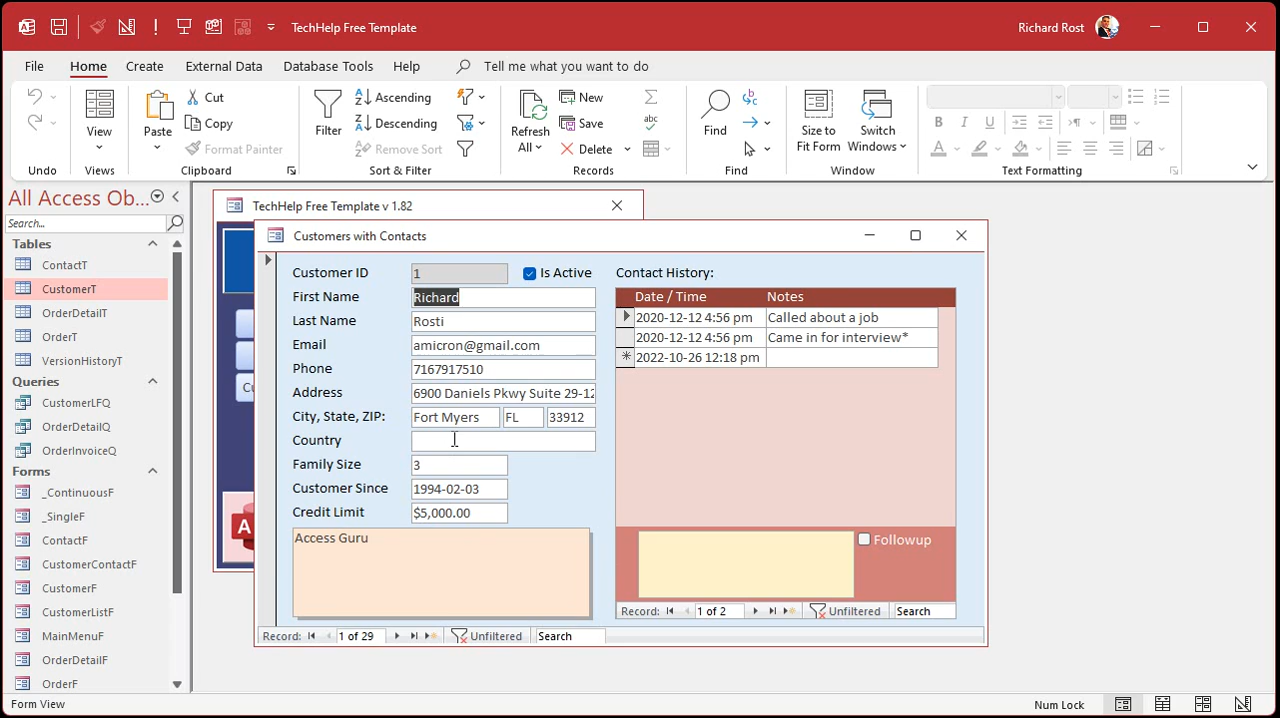 TechHelp Free Template
Richard Rost
File Home Create External Data Database Tools Help Tell me what you want to do
View
Views
Undo
Paste
Cut
Copy
Format Painter
Clipboard
Filter
Ascending
Descending
Remove Sort
Sort & Filter
Refresh
All
New
Save
Delete
Records
Find
Find
Size to
Fit Form
Switch
Windows
Window
B I U
A
Text Formatting
All Access Ob...
Search...
Tables
ContactT
CustomerT
OrderDetailT
OrderT
VersionHistoryT
Queries
CustomerLFQ
OrderDetailQ
OrderInvoiceQ
Forms
_ContinuousF
_SingleF
ContactF
CustomerContactF
CustomerF
CustomerListF
MainMenuF
OrderDetailF
OrderF
TechHelp Free Template v 1.82
Cu
A
Customers with Contacts
Customer ID 1 Is Active
First Name Richard
Last Name Rosti
Email amicron@gmail.com
Phone 7167917510
Address 6900 Daniels Pkwy Suite 29-12
City, State, ZIP: Fort Myers FL 33912
Country
Family Size 3
Customer Since 1994-02-03
Credit Limit $5,000.00
Access Guru
Contact History:
Date / Time Notes
2020-12-12 4:56 pm Called about a job
2020-12-12 4:56 pm Came in for interview*
* 2022-10-26 12:18 pm
Followup
Record: 1 of 2 Unfiltered Search
Record: 1 of 29 Unfiltered Search
Form View
Num Lock